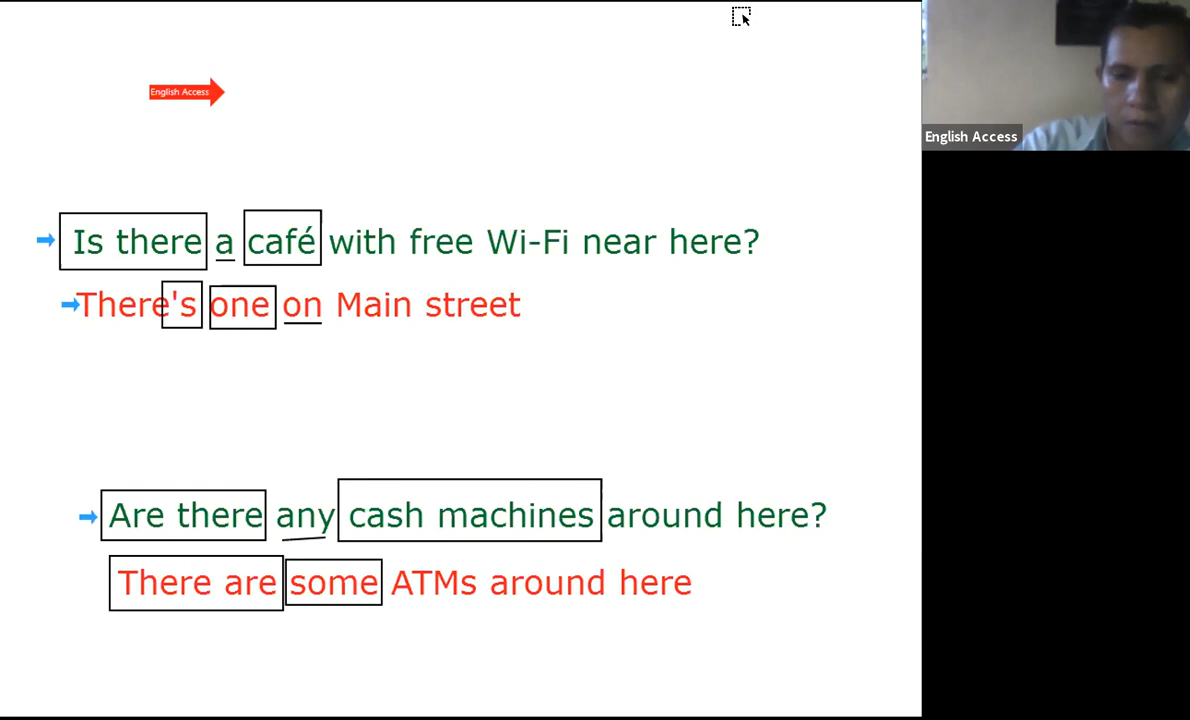 English Access
English Access
Is there a café with free Wi-Fi near here?
There's one on Main street
Are there any cash machines around here?
There are some ATMs around here